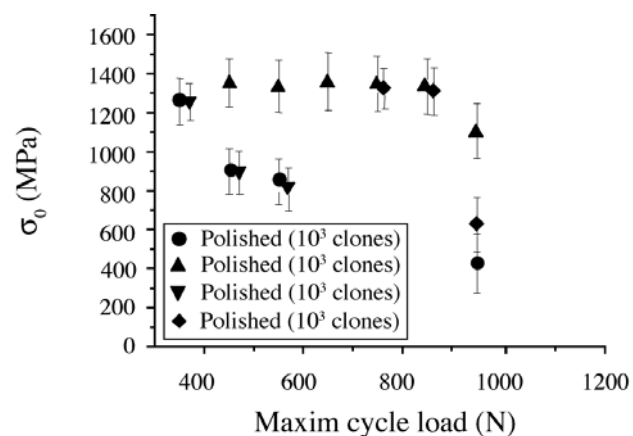 1600
1400
1200
1000
800
600
400
200
0
σ₀ (MPa)
Polished (10³ clones)
Polished (10³ clones)
Polished (10³ clones)
Polished (10³ clones)
400 600 800 1000 1200
Maxim cycle load (N)